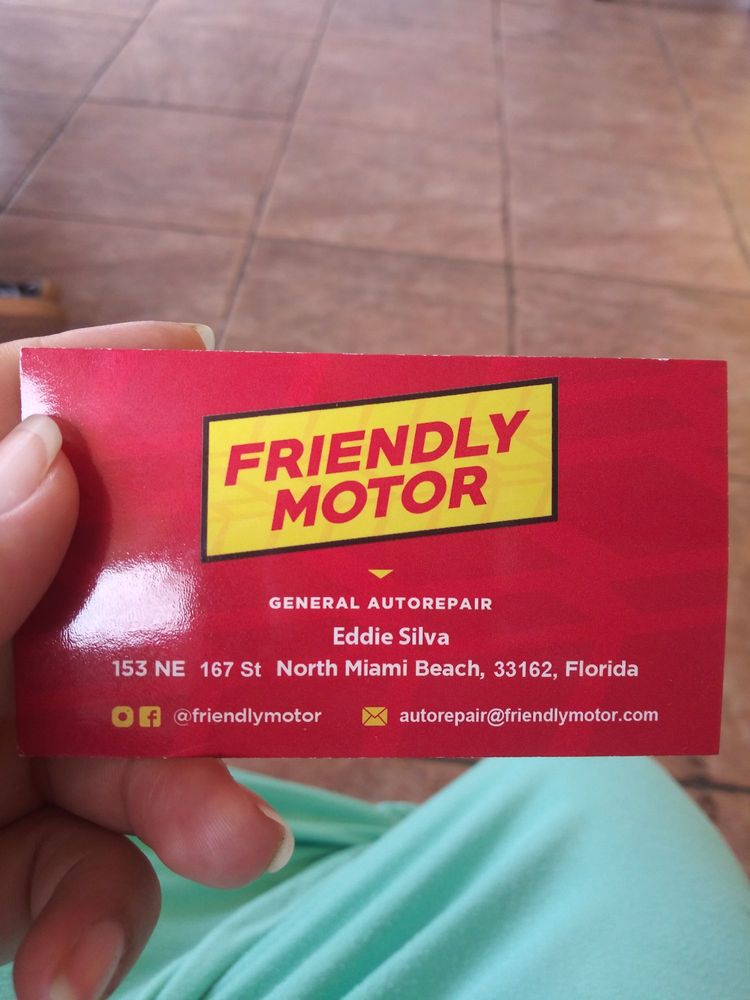 FRIENDLY
MOTOR
GENERAL AUTOREPAIR
Eddie Silva
153 NE 167 St North Miami Beach, 33162, Florida
@friendlymotor autorepair@friendlymotor.com